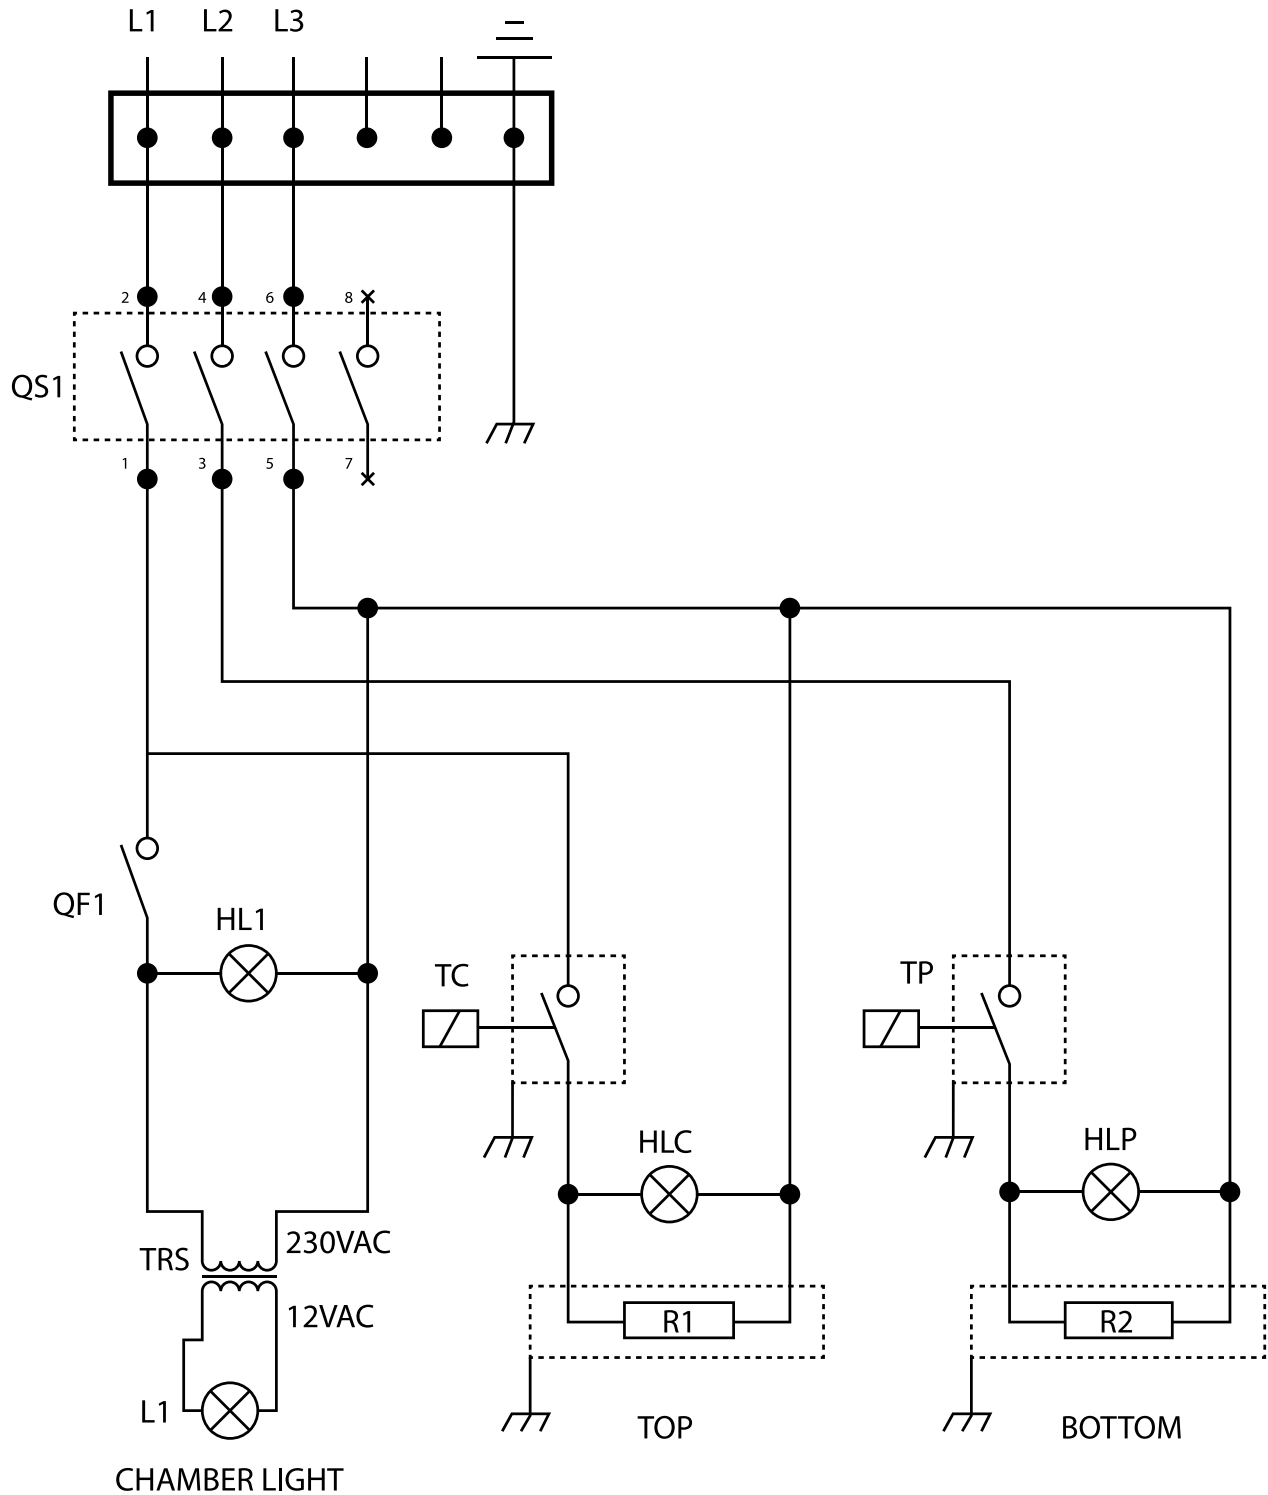 L1 L2 L3
2 4 6 8
QS1
1 3 5 7
QF1
HL1
TC
TP
HLC
HLP
TRS
230VAC
12VAC
R1
R2
L1
TOP
BOTTOM
CHAMBER LIGHT